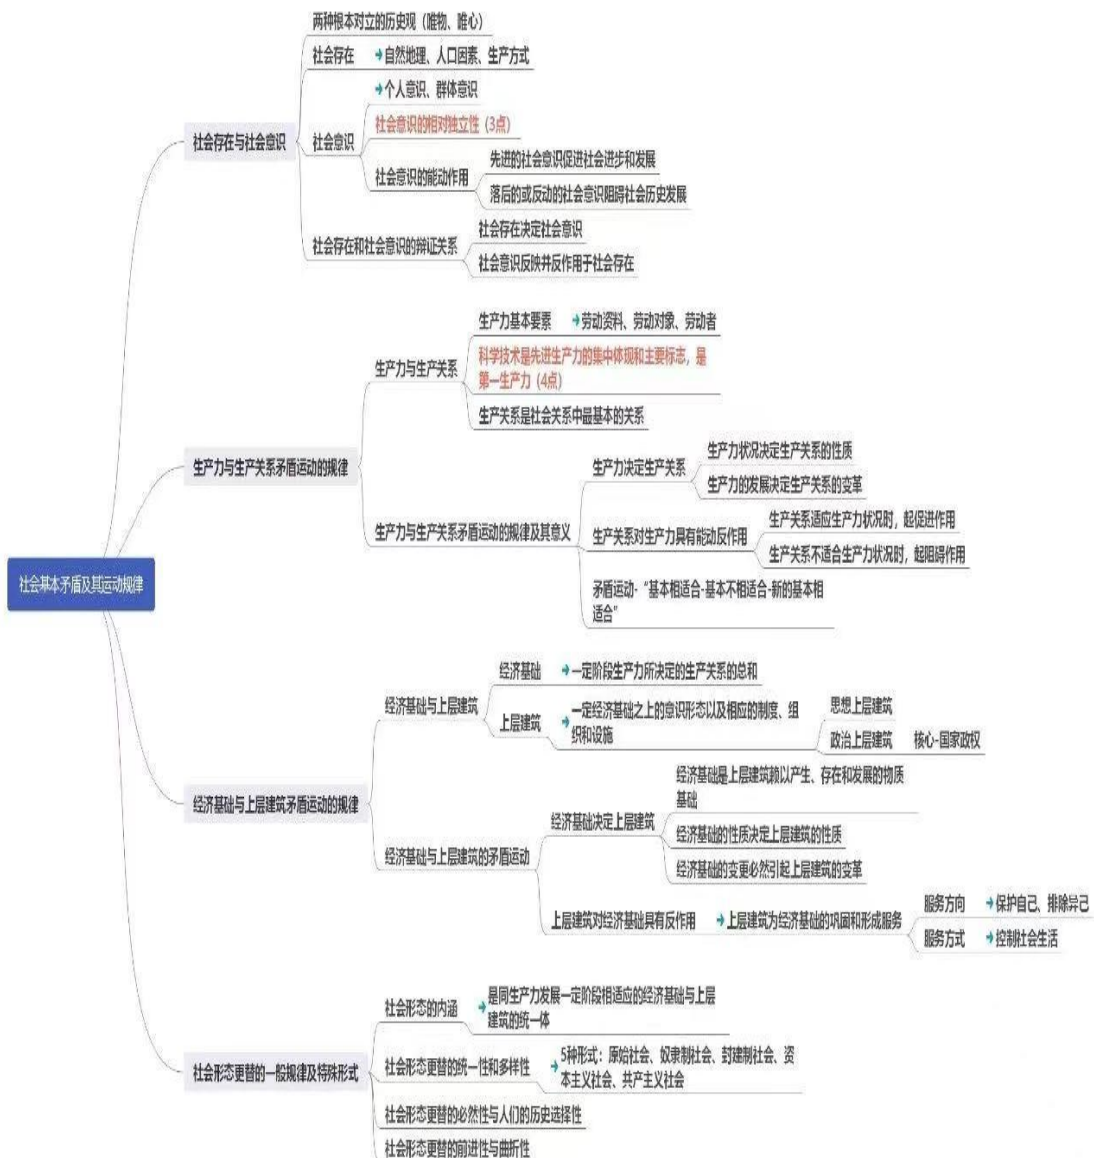 两种根本对立的历史观（唯物、唯心）
社会存在 自然地理、人口因素、生产方式
个人意识、群体意识
社会意识的相对独立性（3点）
社会存在与社会意识
社会意识
先进的社会意识促进社会进步和发展
社会意识的能动作用
落后的或反动的社会意识阻碍社会历史发展
社会存在决定社会意识
社会存在和社会意识的辩证关系
社会意识反映并反作用于社会存在
生产力基本要素 劳动资料、劳动对象、劳动者
科学技术是先进生产力的集中体现和主要标志，是
第一生产力（4点）
生产力与生产关系
生产关系是社会关系中最基本的关系
生产力与生产关系矛盾运动的规律
生产力状况决定生产关系的性质
生产力决定生产关系
生产力的发展决定生产关系的变革
生产关系适应生产力状况时，起促进作用
生产力与生产关系矛盾运动的规律及其意义
生产关系对生产力具有能动反作用
生产关系不适合生产力状况时，起阻碍作用
社会基本矛盾及其运动规律
矛盾运动-“基本相适合-基本不相适合-新的基本相
适合”
经济基础 一定阶段生产力所决定的生产关系的总和
经济基础与上层建筑
上层建筑 一定经济基础之上的意识形态以及相应的制度、组
织和设施
思想上层建筑
政治上层建筑 核心-国家政权
经济基础是上层建筑赖以产生、存在和发展的物质
基础
经济基础与上层建筑矛盾运动的规律
经济基础决定上层建筑
经济基础的性质决定上层建筑的性质
经济基础与上层建筑的矛盾运动
经济基础的变更必然引起上层建筑的变革
服务方向 保护自己、排除异己
上层建筑对经济基础具有反作用 上层建筑为经济基础的巩固和形成服务
服务方式 控制社会生活
社会形态的内涵 是同生产力发展一定阶段相适应的经济基础与上层
建筑的统一体
社会形态更替的一般规律及特殊形式
社会形态更替的统一性和多样性 5种形式：原始社会、奴隶制社会、封建制社会、资
本主义社会、共产主义社会
社会形态更替的必然性与人们的历史选择性
社会形态更替的前进性与曲折性